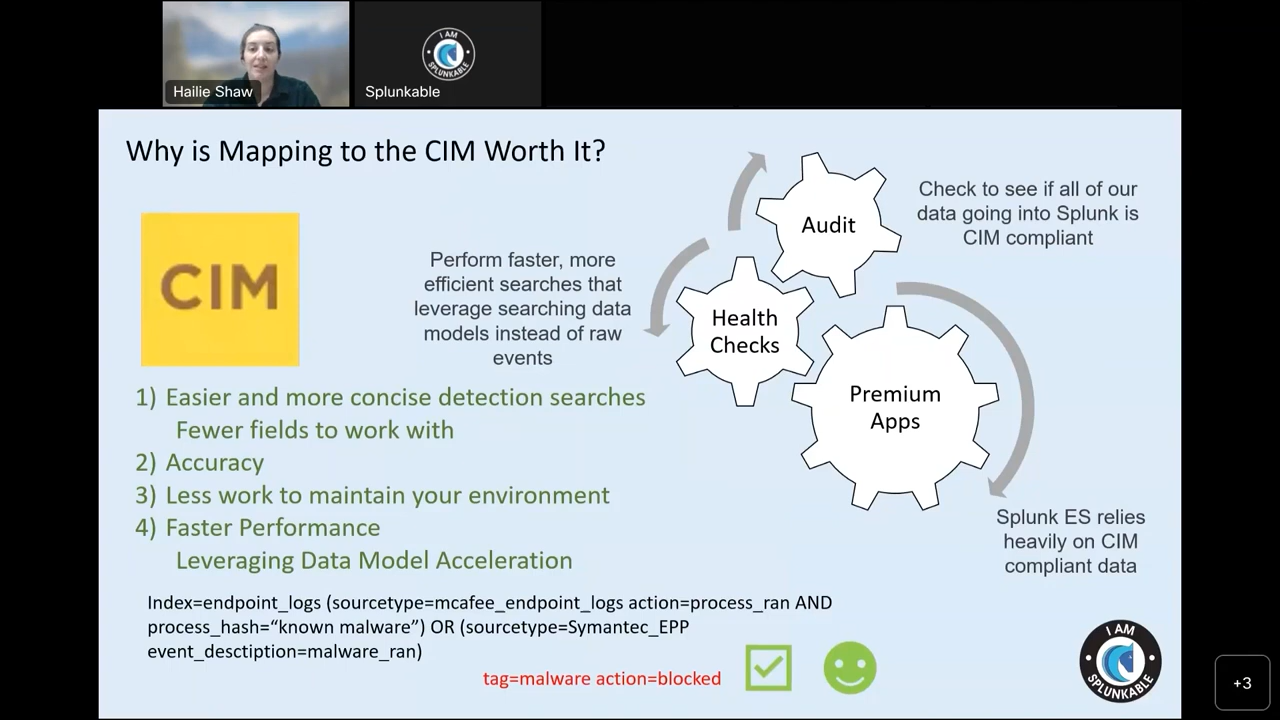 Hailie Shaw
I AM
SPLUNKABLE
Splunkable
Why is Mapping to the CIM Worth It?
CIM
Perform faster, more
efficient searches that
leverage searching data
models instead of raw
events
Audit
Check to see if all of our
data going into Splunk is
CIM compliant
Health
Checks
Premium
Apps
Splunk ES relies
heavily on CIM
compliant data
1) Easier and more concise detection searches
Fewer fields to work with
2) Accuracy
3) Less work to maintain your environment
4) Faster Performance
Leveraging Data Model Acceleration
Index=endpoint_logs (sourcetype=mcafee_endpoint_logs action=process_ran AND
process_hash=“known malware”) OR (sourcetype=Symantec_EPP
event_desctiption=malware_ran)
tag=malware action=blocked
I AM
SPLUNKABLE
+3